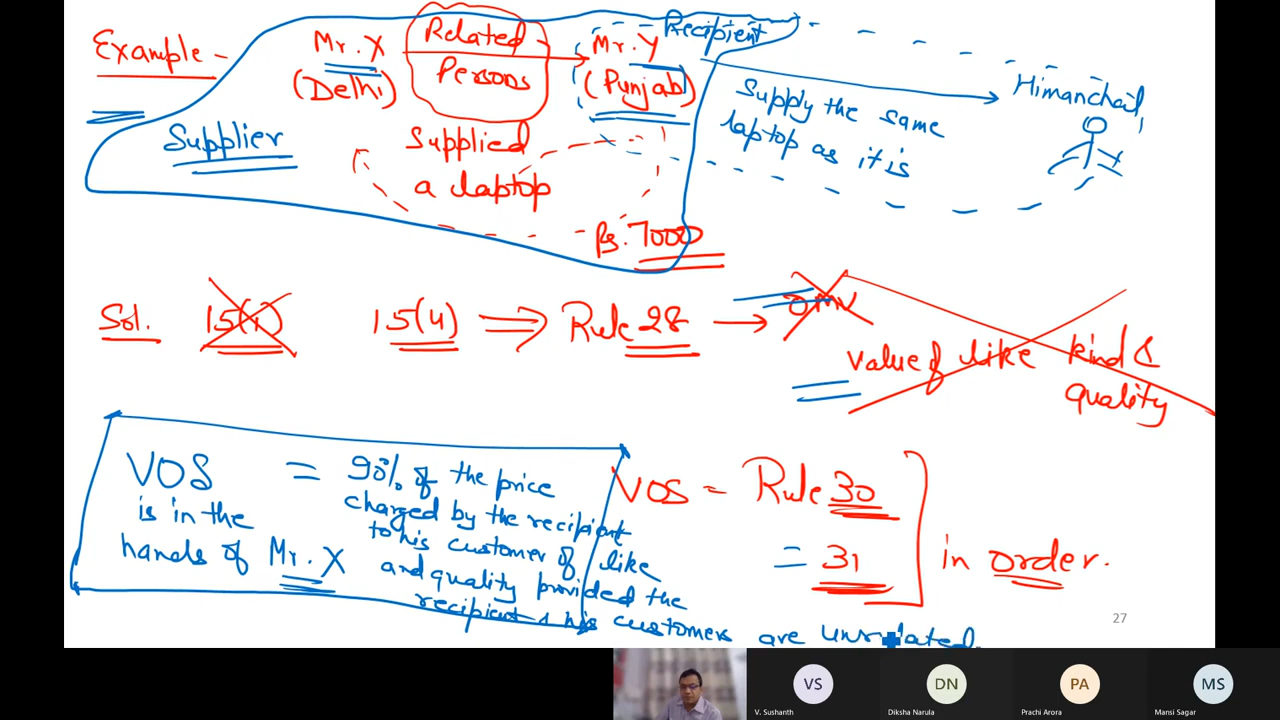 Example -
Mr. X
Related
Persons
Mr. Y
Recipient
(Delhi)
(Punjab)
Himanchal,
Supply the same
laptop as it is
Supplier
Supplied
a laptop
Rs. 7000
Sol. 15(1) 15(4) ⇒ Rule 28 → OMV
value of like kind &
quality
VOS = 90% of the price
is in the charged by the recipient
hands of Mr. X to his customer of like
and quality provided the
recipient & his customers are unrelated.
VOS = Rule 30
= 31
in order.
27
VS
DN
PA
MS
V. Sushanth
Diksha Narula
Prachi Arora
Mansi Sagar